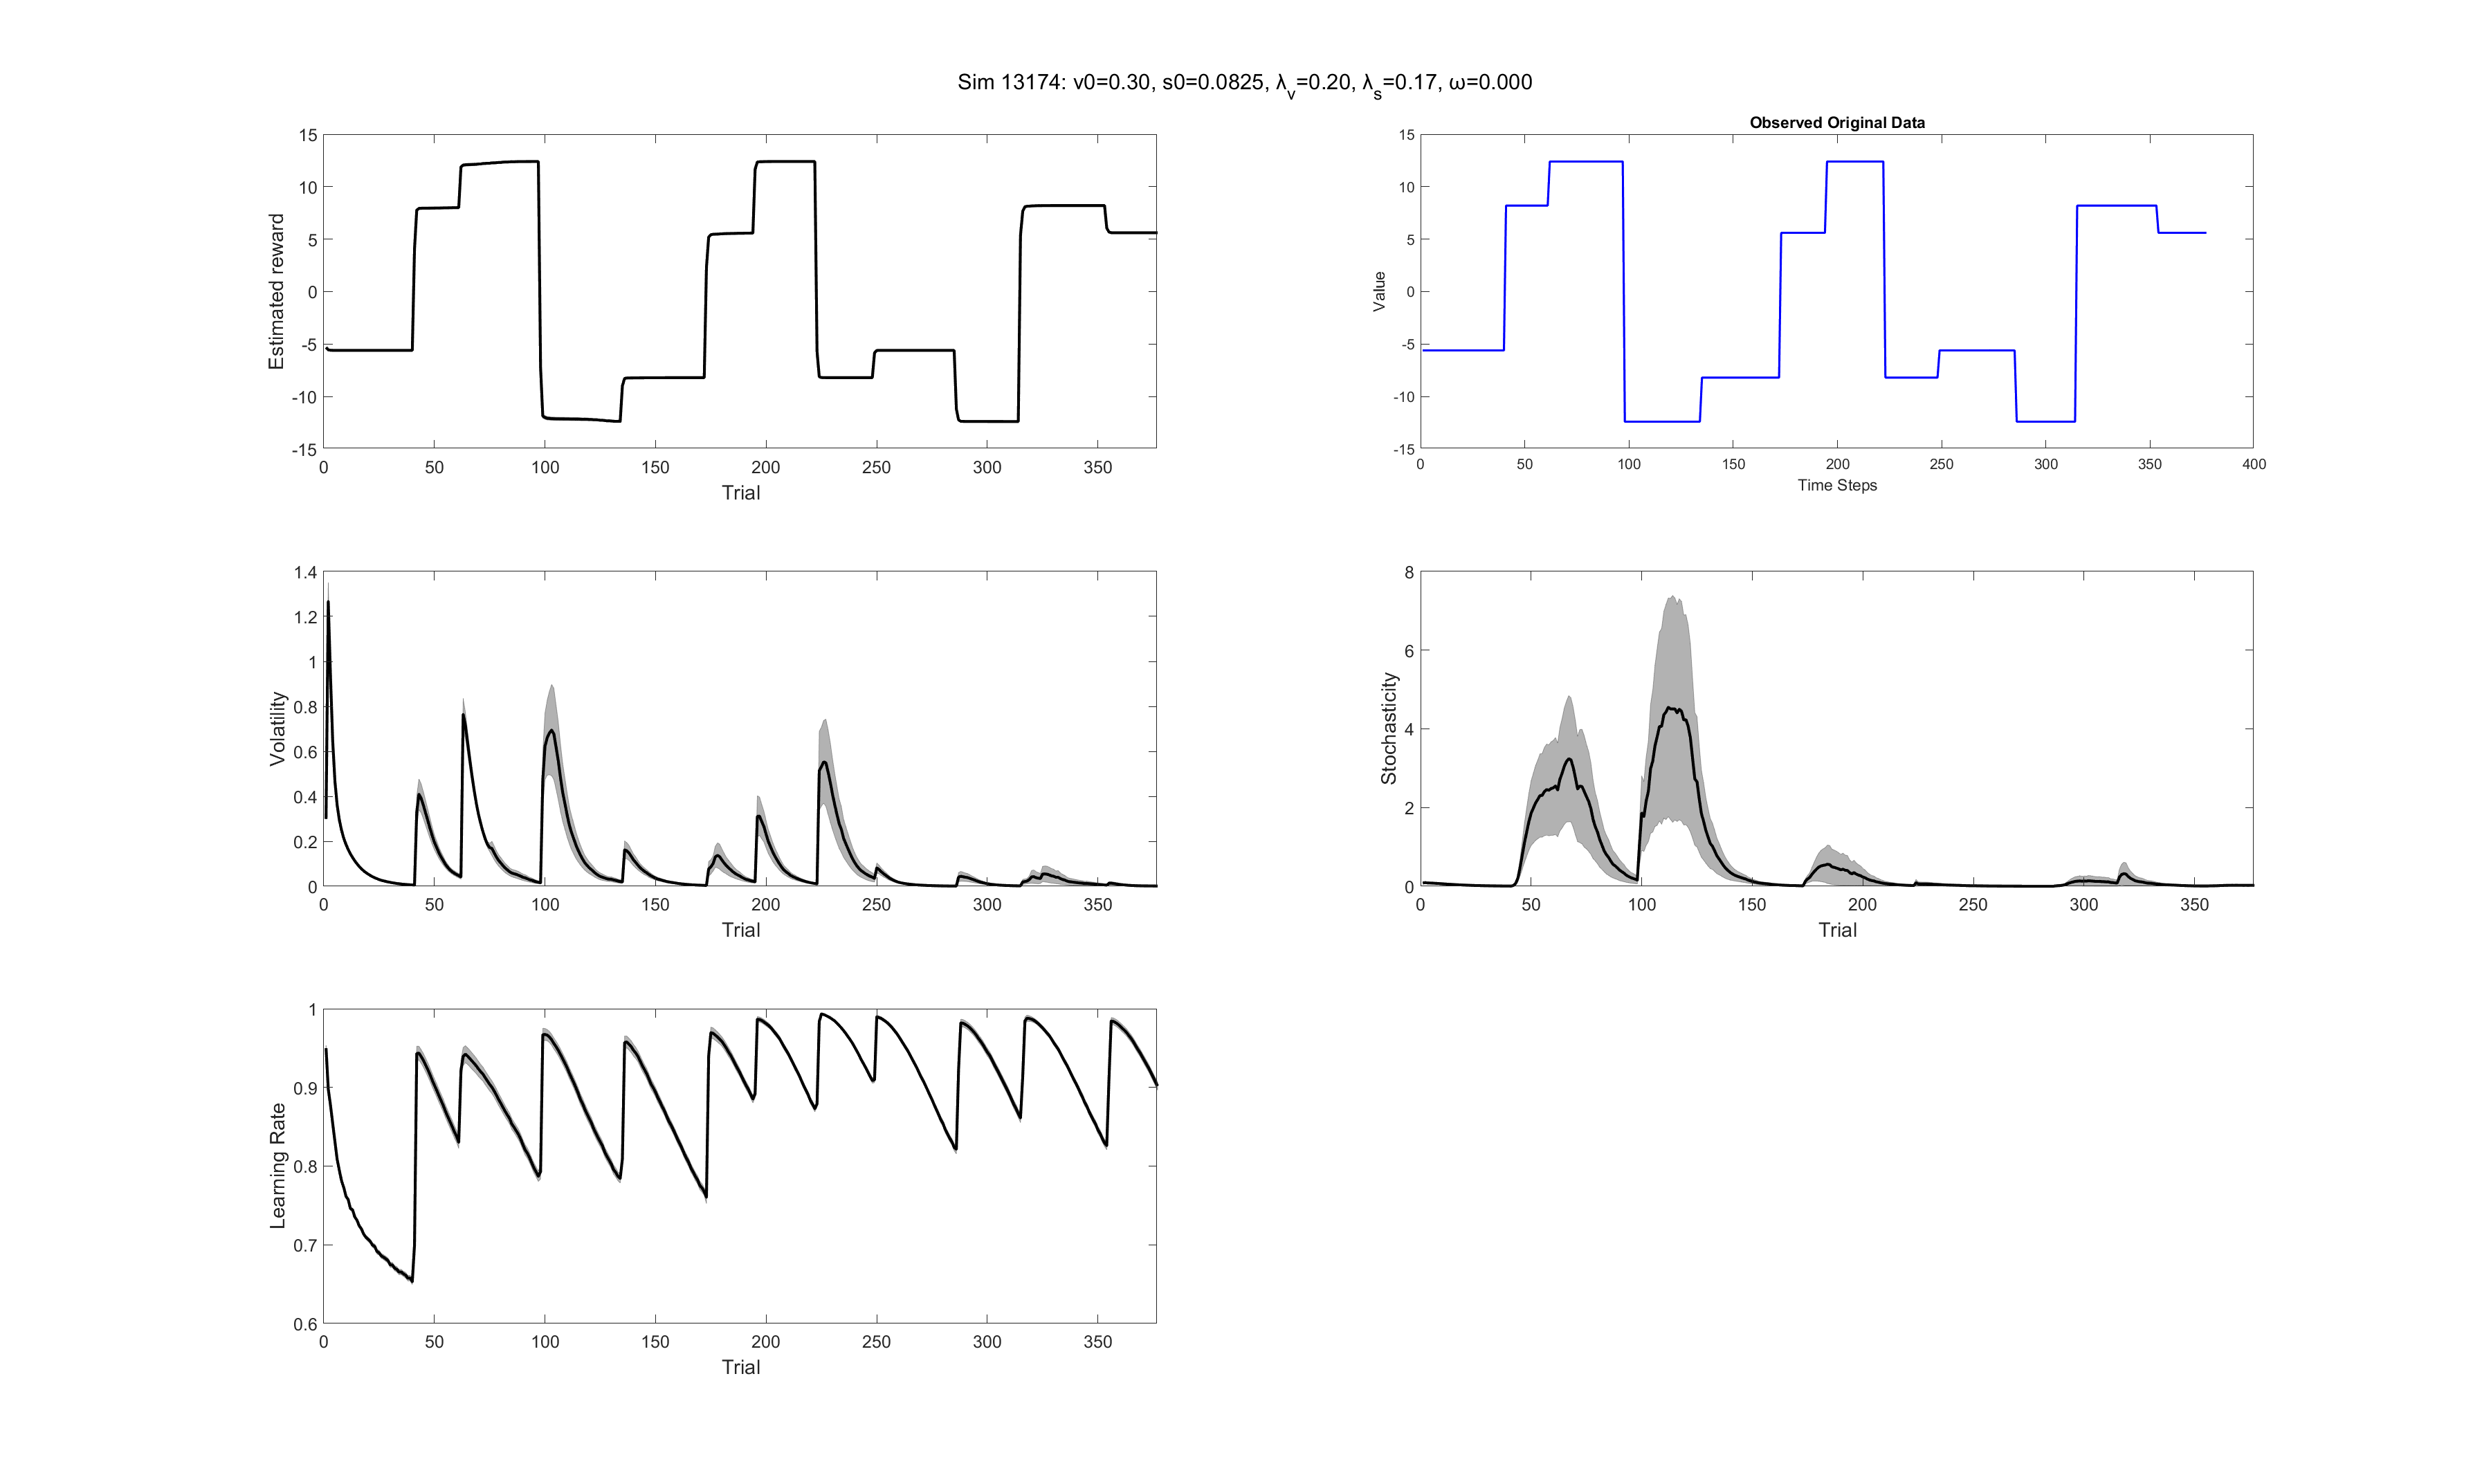 Sim 13174: v0=0.30, s0=0.0825, λv=0.20, λs=0.17, ω=0.000
Estimated reward
15
10
5
0
-5
-10
-15
0 50 100 150 200 250 300 350
Trial
Observed Original Data
Value
15
10
5
0
-5
-10
-15
0 50 100 150 200 250 300 350 400
Time Steps
Volatility
1.4
1.2
1
0.8
0.6
0.4
0.2
0
0 50 100 150 200 250 300 350
Trial
Stochasticity
8
6
4
2
0
0 50 100 150 200 250 300 350
Trial
Learning Rate
1
0.9
0.8
0.7
0.6
0 50 100 150 200 250 300 350
Trial